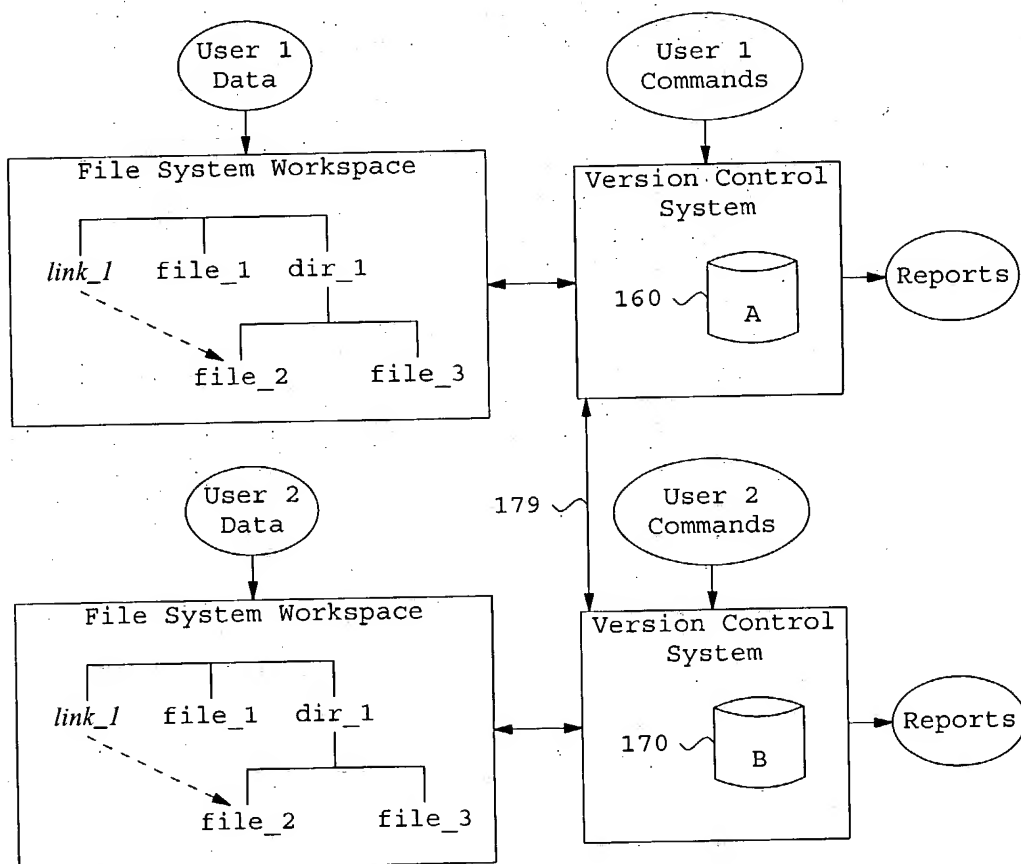 User 1
Data
User 1
Commands
File System Workspace
link_1 file_1 dir_1
file_2 file_3
Version Control
System
160
A
Reports
179
User 2
Data
User 2
Commands
File System Workspace
link_1 file_1 dir_1
file_2 file_3
Version Control
System
170
B
Reports